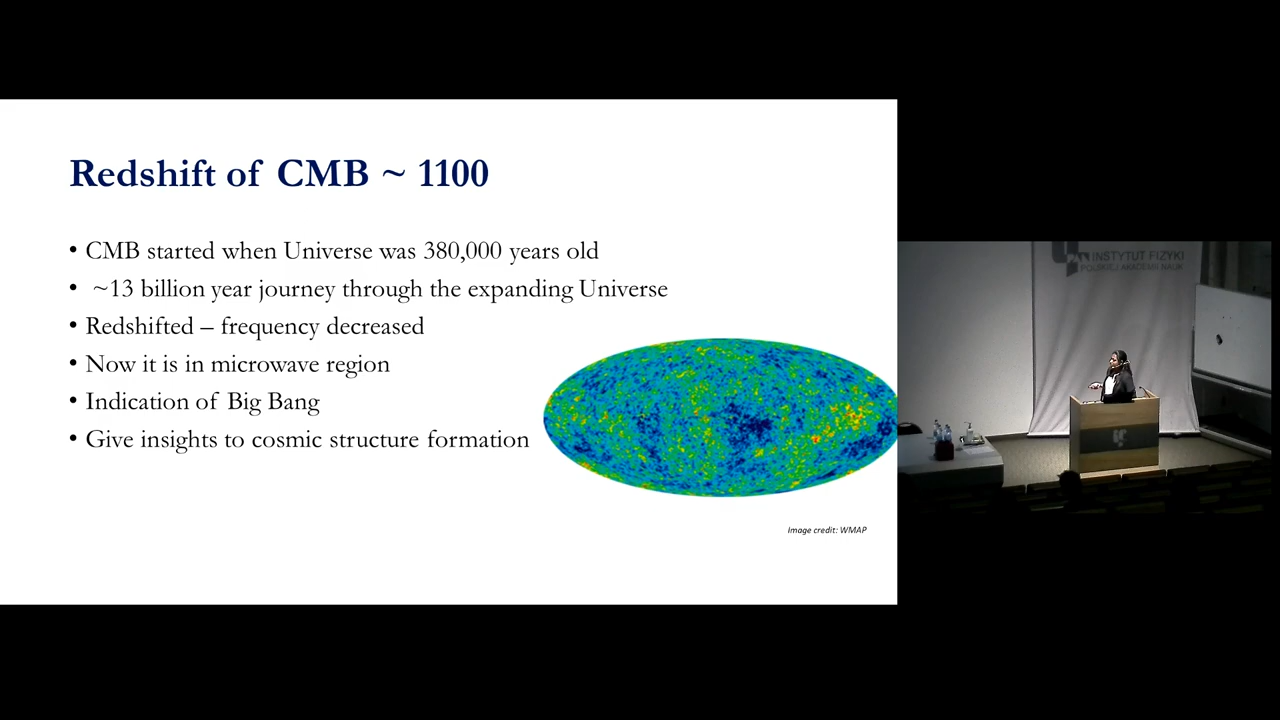 Redshift of CMB ~ 1100
• CMB started when Universe was 380,000 years old
• ~13 billion year journey through the expanding Universe
• Redshifted – frequency decreased
• Now it is in microwave region
• Indication of Big Bang
• Give insights to cosmic structure formation
Image credit: WMAP
INSTYTUT FIZYKI
POLSKIEJ AKADEMII NAUK